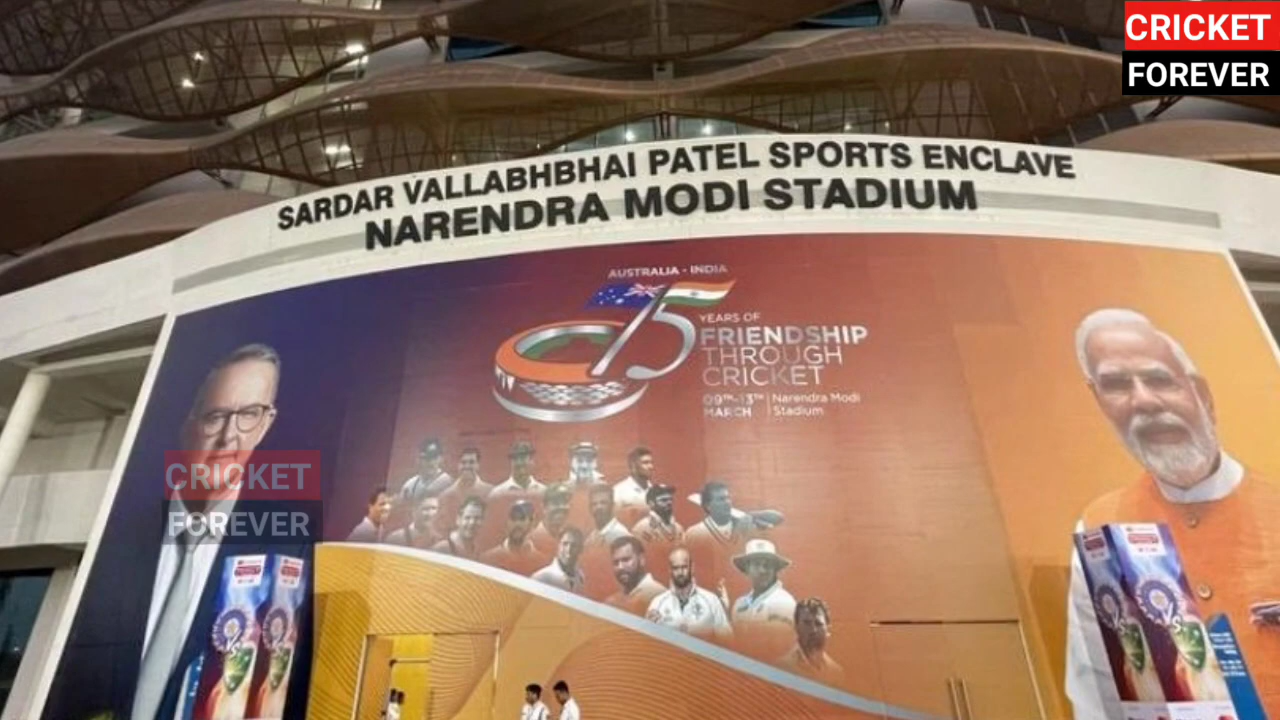 CRICKET
FOREVER
SARDAR VALLABHBHAI PATEL SPORTS ENCLAVE
NARENDRA MODI STADIUM
AUSTRALIA - INDIA
75
YEARS OF
FRIENDSHIP
THROUGH
CRICKET
09TH-13TH
MARCH
Narendra Modi
Stadium
CRICKET
FOREVER